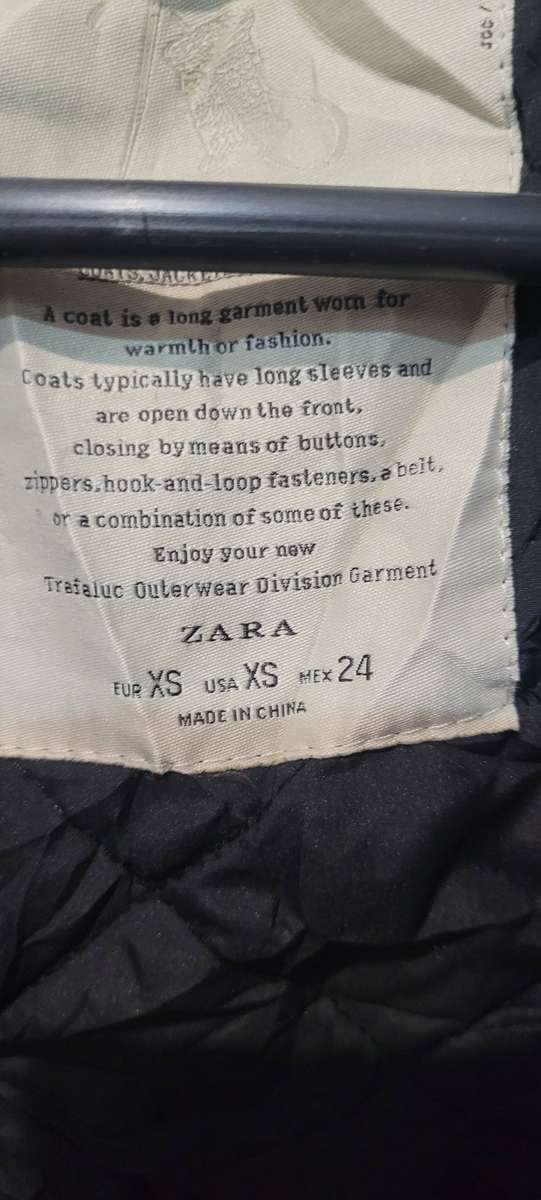 A coat is a long garment worn for
warmth or fashion.
Coats typically have long sleeves and
are open down the front,
closing by means of buttons,
zippers, hook-and-loop fasteners, a belt,
or a combination of some of these.
Enjoy your new
Trafaluc Outerwear Division Garment
ZARA
EUR XS USA XS MEX 24
MADE IN CHINA